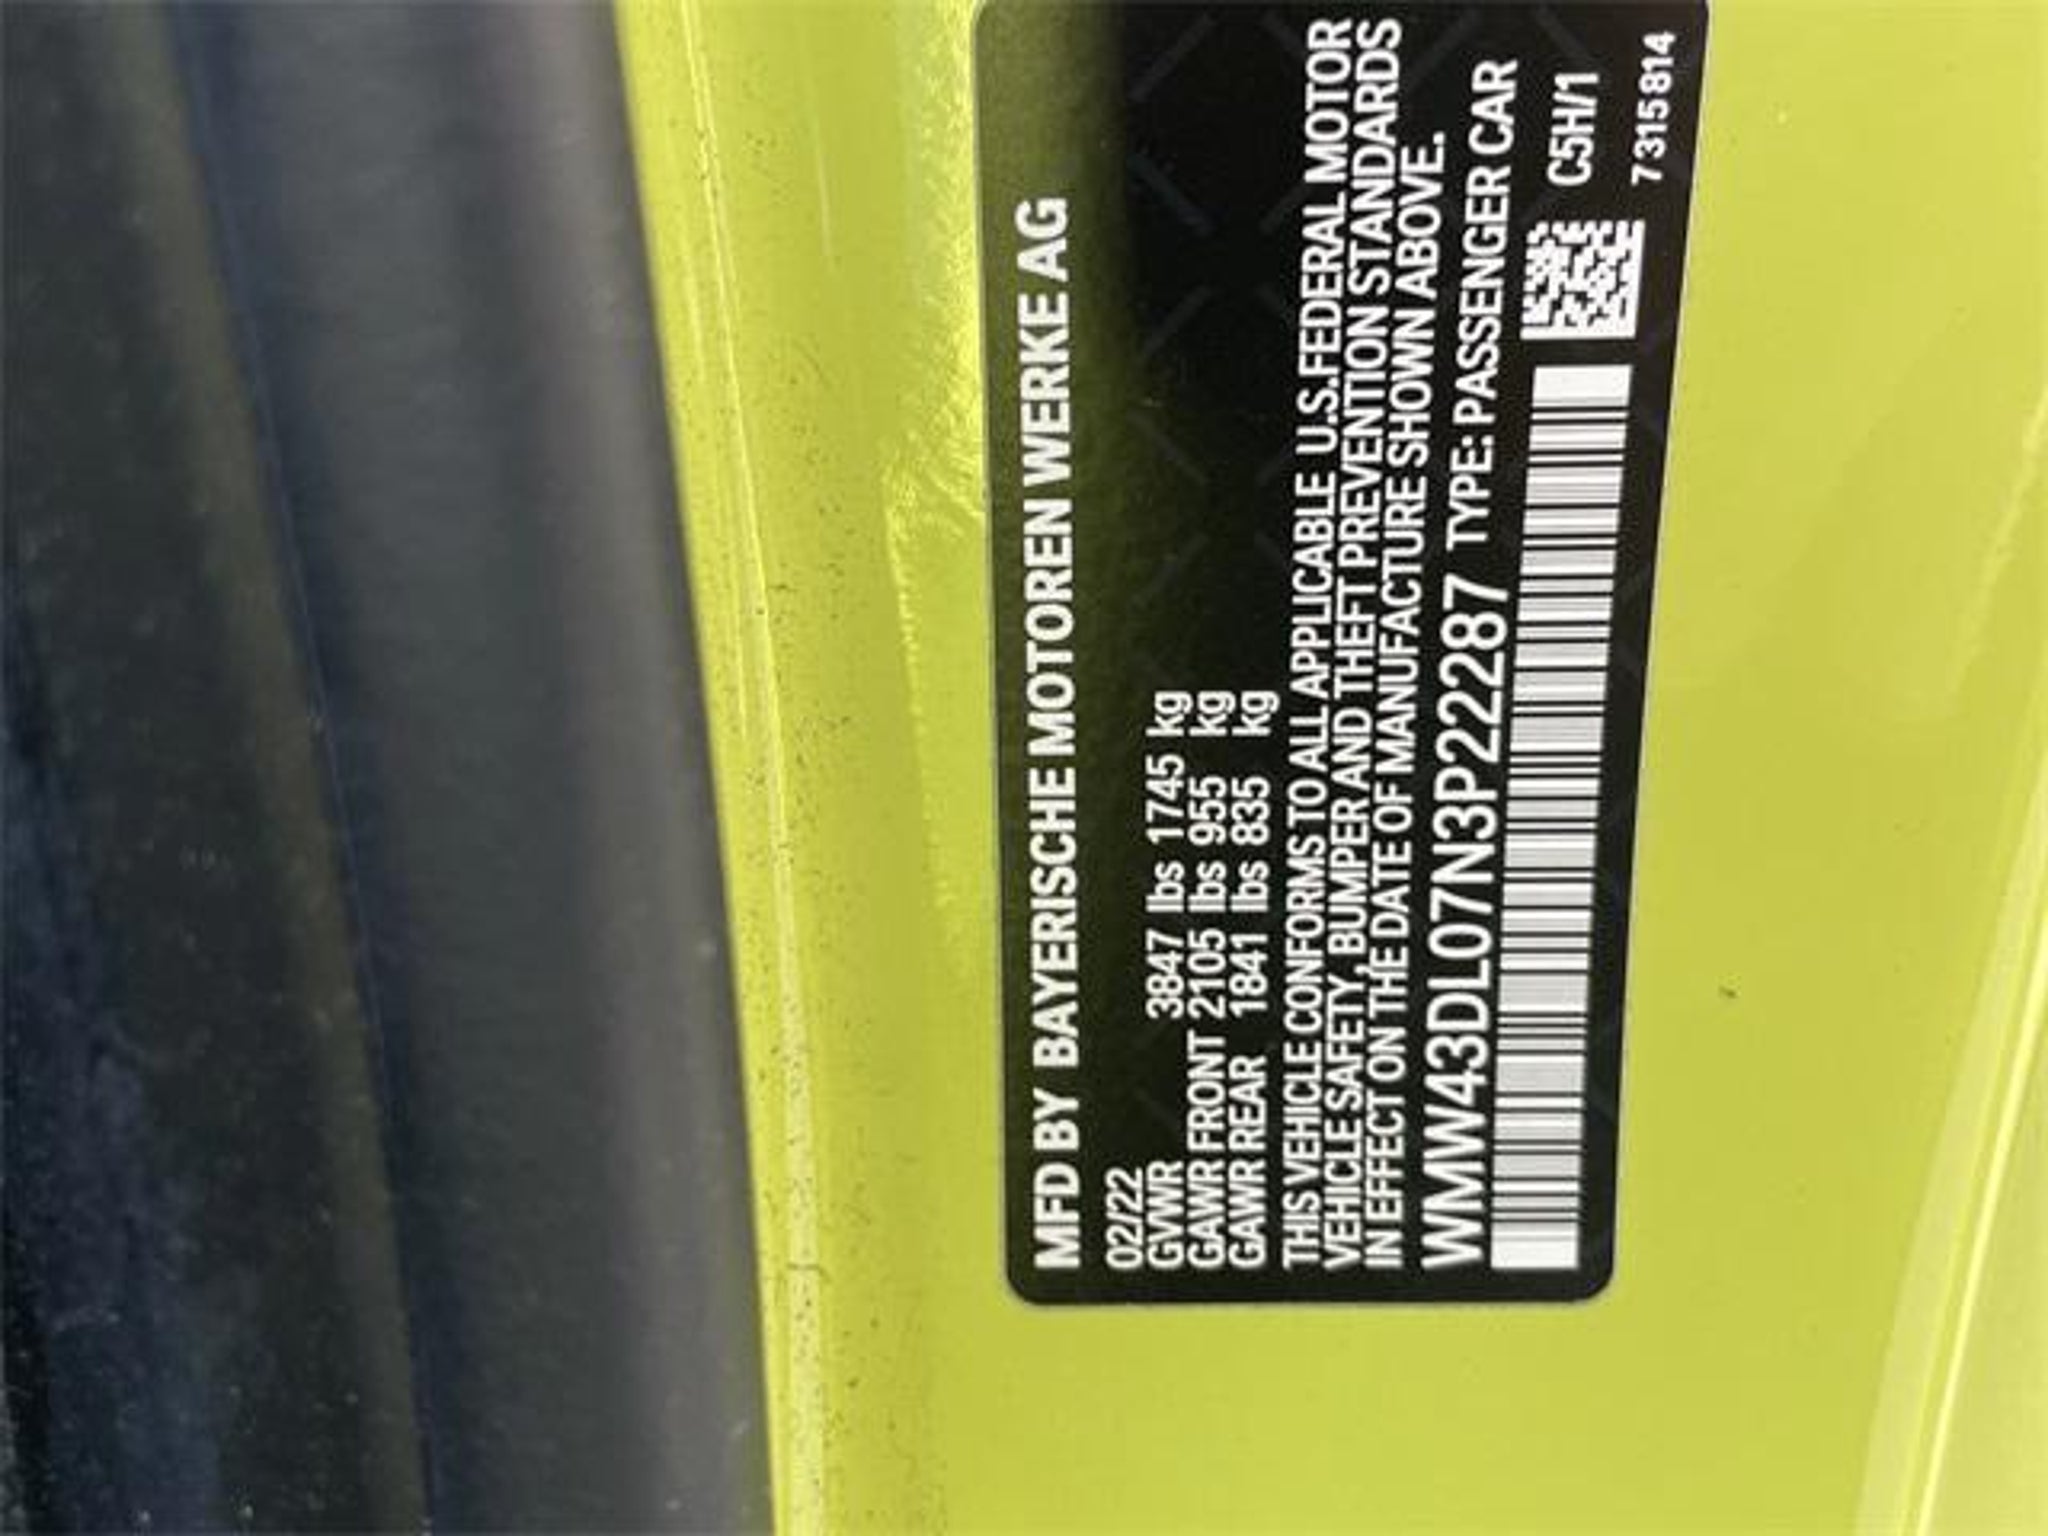 MFD BY BAYERISCHE MOTOREN WERKE AG
02/22
GVWR 3847 lbs 1745 kg
GAWR FRONT 2105 lbs 955 kg
GAWR REAR 1841 lbs 835 kg
THIS VEHICLE CONFORMS TO ALL APPLICABLE U.S.FEDERAL MOTOR
VEHICLE SAFETY, BUMPER AND THEFT PREVENTION STANDARDS
IN EFFECT ON THE DATE OF MANUFACTURE SHOWN ABOVE.
WMW43DL07N3P22287 TYPE: PASSENGER CAR
C5H/1
7315814